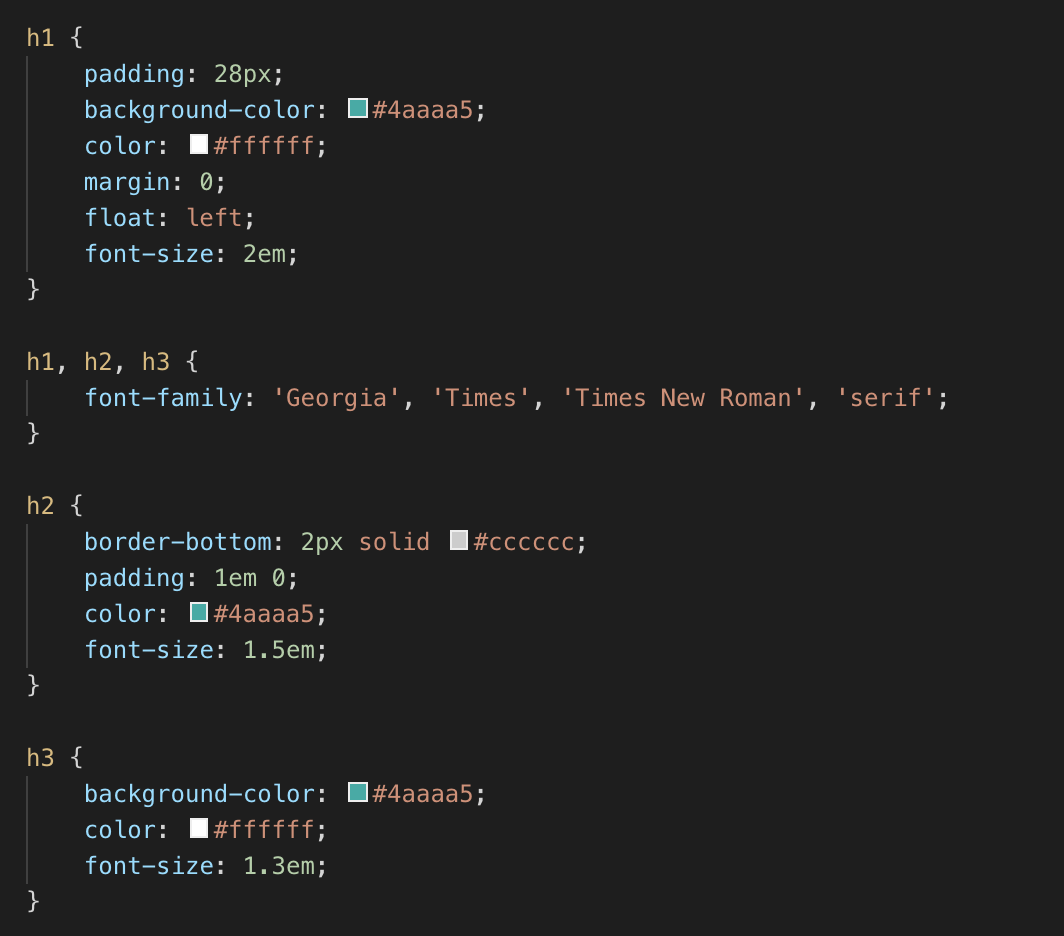 h1 {
    padding: 28px;
    background-color: #4aaaa5;
    color: #ffffff;
    margin: 0;
    float: left;
    font-size: 2em;
}

h1, h2, h3 {
    font-family: 'Georgia', 'Times', 'Times New Roman', 'serif';
}

h2 {
    border-bottom: 2px solid #cccccc;
    padding: 1em 0;
    color: #4aaaa5;
    font-size: 1.5em;
}

h3 {
    background-color: #4aaaa5;
    color: #ffffff;
    font-size: 1.3em;
}